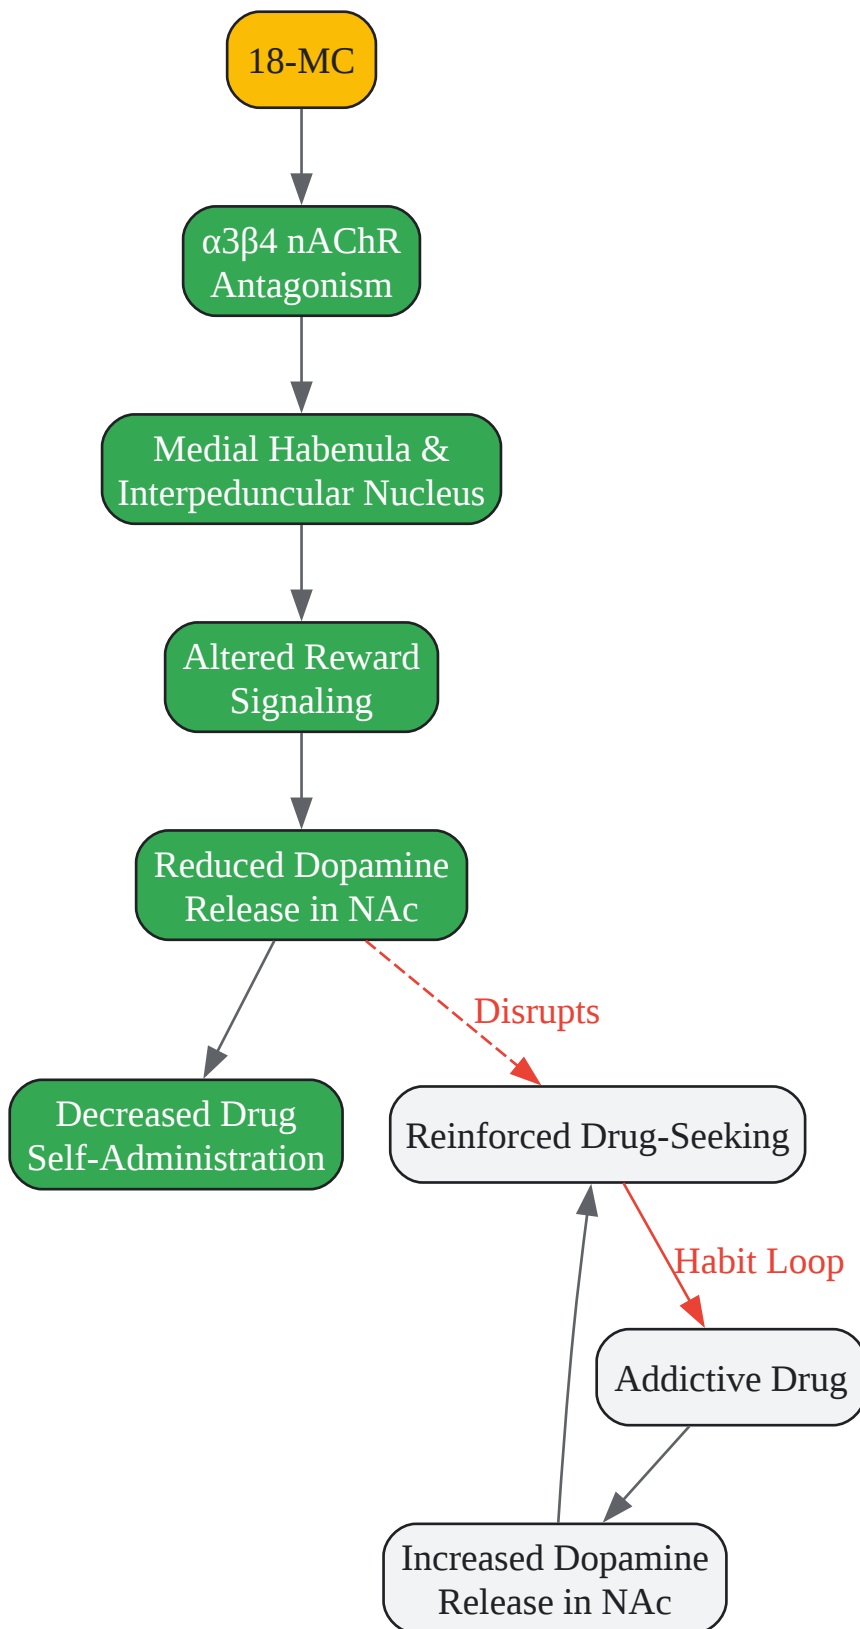 18-MC
α3β4 nAChR
Antagonism
Medial Habenula &
Interpeduncular Nucleus
Altered Reward
Signaling
Reduced Dopamine
Release in NAc
Disrupts
Decreased Drug
Self-Administration
Reinforced Drug-Seeking
Habit Loop
Addictive Drug
Increased Dopamine
Release in NAc